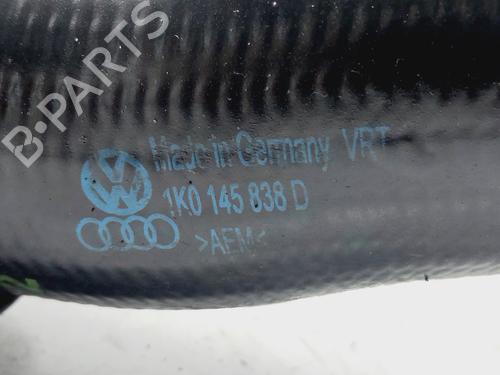 B-PARTS
Made in Germany VRT
1K0 145 838 D
>AEM<